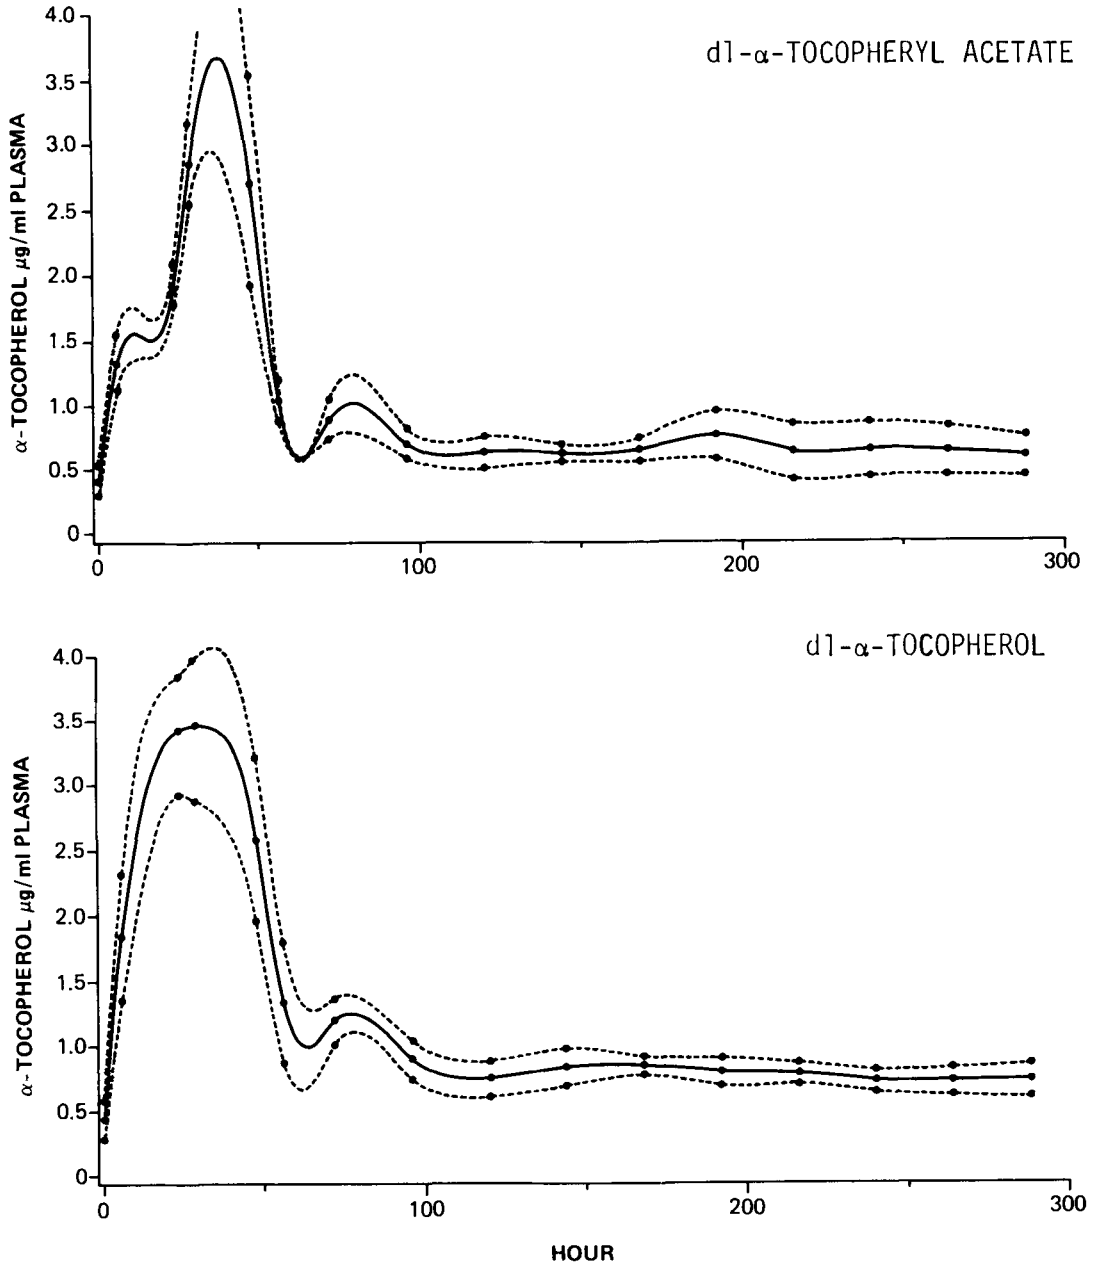 dl-α-TOCOPHERYL ACETATE
α-TOCOPHEROL µg/ml PLASMA
4.0
3.5
3.0
2.5
2.0
1.5
1.0
0.5
0
0 100 200 300
dl-α-TOCOPHEROL
α-TOCOPHEROL µg/ml PLASMA
4.0
3.5
3.0
2.5
2.0
1.5
1.0
0.5
0
0 100 200 300
HOUR